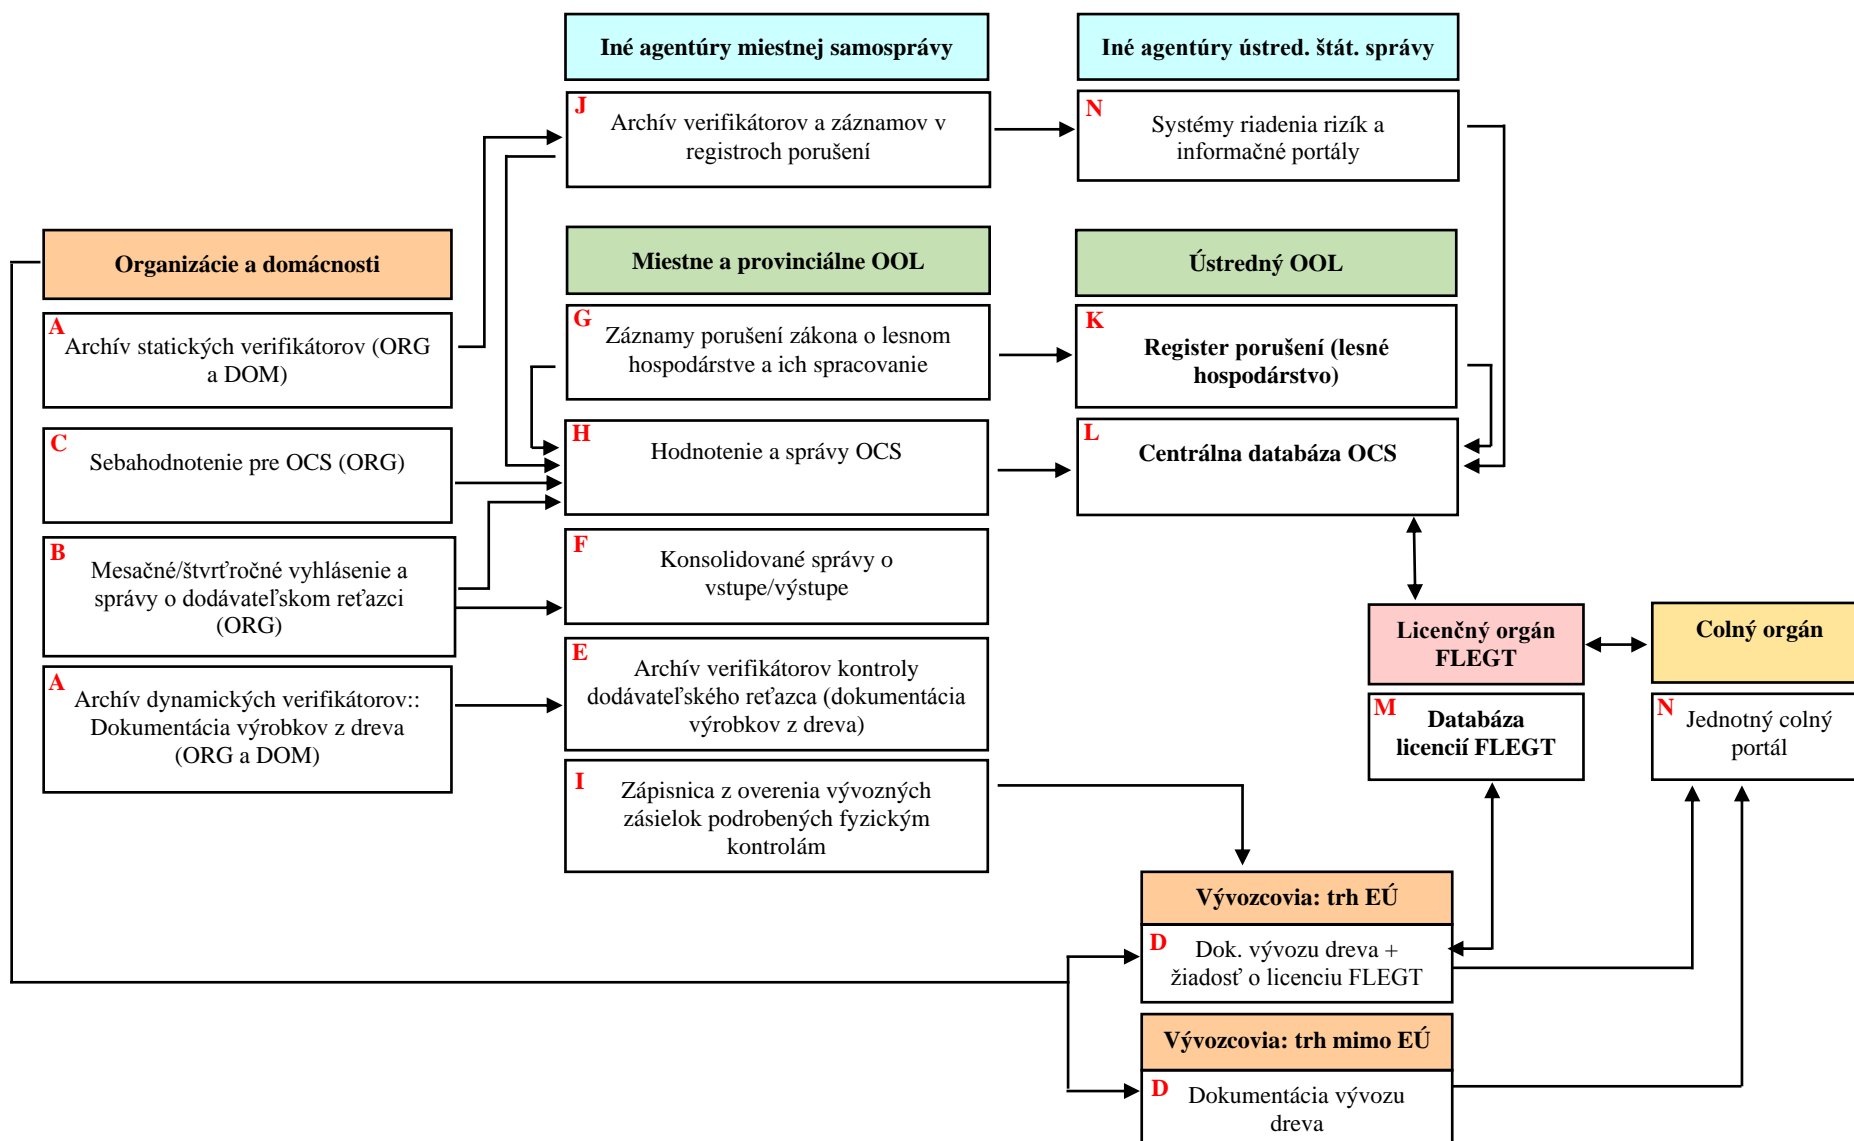 Iné agentúry miestnej samosprávy
Iné agentúry ústred. štát. správy
J
Archív verifikátorov a záznamov v
registroch porušení
N
Systémy riadenia rizík a
informačné portály
Organizácie a domácnosti
Miestne a provinciálne OOL
Ústredný OOL
A
Archív statických verifikátorov (ORG
a DOM)
G
Záznamy porušení zákona o lesnom
hospodárstve a ich spracovanie
K
Register porušení (lesné
hospodárstvo)
C
Sebahodnotenie pre OCS (ORG)
H
Hodnotenie a správy OCS
L
Centrálna databáza OCS
B
Mesačné/štvrťročné vyhlásenie a
správy o dodávateľskom reťazci
(ORG)
F
Konsolidované správy o
vstupe/výstupe
Licenčný orgán
FLEGT
Colný orgán
A
Archív dynamických verifikátorov::
Dokumentácia výrobkov z dreva
(ORG a DOM)
E
Archív verifikátorov kontroly
dodávateľského reťazca (dokumentácia
výrobkov z dreva)
M
Databáza
licencií FLEGT
N
Jednotný colný
portál
I
Zápisnica z overenia vývozných
zásielok podrobených fyzickým
kontrolám
Vývozcovia: trh EÚ
D
Dok. vývozu dreva +
žiadosť o licenciu FLEGT
Vývozcovia: trh mimo EÚ
D
Dokumentácia vývozu
dreva